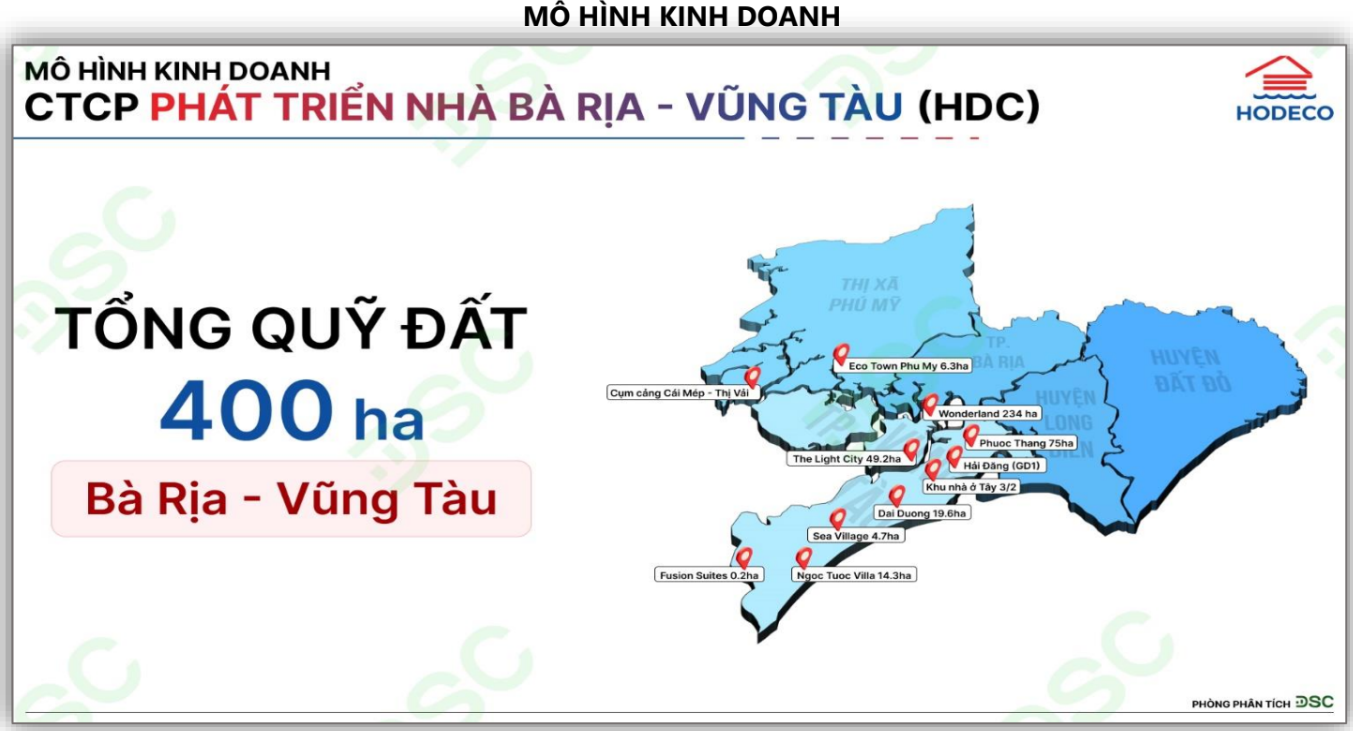 MÔ HÌNH KINH DOANH
MÔ HÌNH KINH DOANH
CTCP PHÁT TRIỂN NHÀ BÀ RỊA - VŨNG TÀU (HDC)
HODECO
TỔNG QUỸ ĐẤT
400 ha
Bà Rịa - Vũng Tàu
THỊ XÃ
PHÚ MỸ
TP.
BÀ RỊA
HUYỆN
ĐẤT ĐỎ
HUYỆN
LONG
ĐIỀN
Eco Town Phu My 6.3ha
Cụm cảng Cái Mép - Thị Vải
Wonderland 234 ha
Phuoc Thang 75ha
The Light City 49.2ha
Hải Đăng (GD1)
Khu nhà ở Tây 3/2
Dai Duong 19.6ha
Sea Village 4.7ha
Fusion Suites 0.2ha
Ngoc Tuoc Villa 14.3ha
PHÒNG PHÂN TÍCH DSC